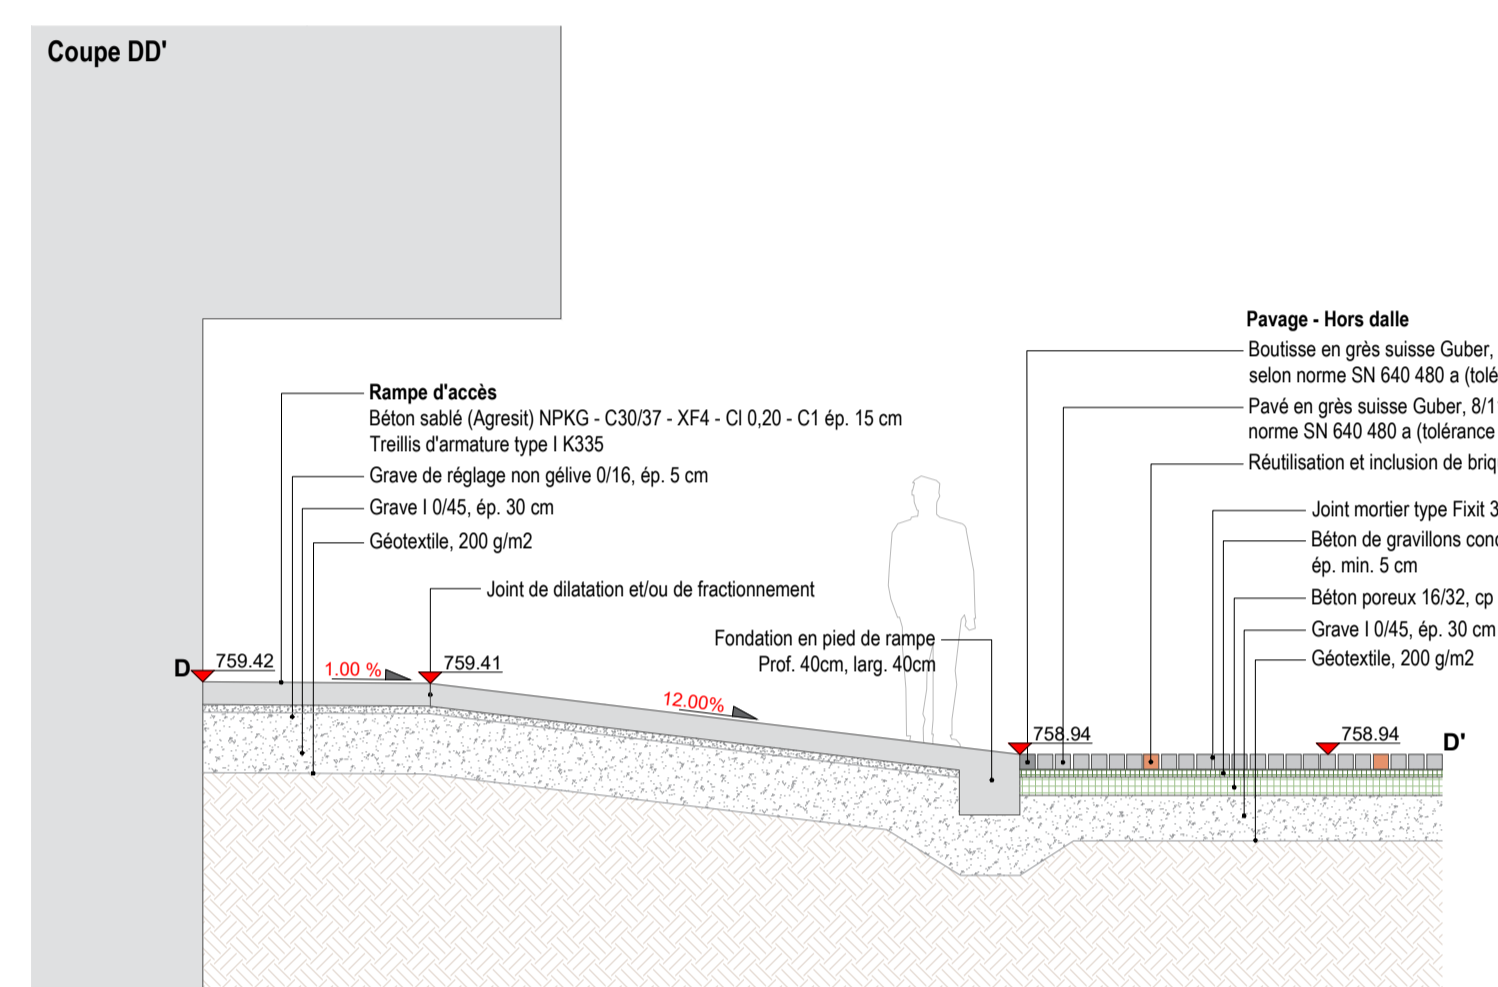 Coupe DD'
Pavage - Hors dalle
Boutisse en grès suisse Guber,
selon norme SN 640 480 a
Pavé en grès suisse Guber,
norme SN 640 480 a (tolérance
Réutilisation et inclusion de
Joint mortier type Fixit
Béton de gravillons
ép. min. 5 cm
Béton poreux 16/32, cp
Grave I 0/45, ép. 30 cm
Géotextile, 200 g/m2
Rampe d'accès
Béton sablé (Agresit) NPKG - C30/37 - XF4 - Cl 0,20 - C1 ép. 15 cm
Treillis d'armature type I K335
Grave de réglage non gélive 0/16, ép. 5 cm
Grave I 0/45, ép. 30 cm
Géotextile, 200 g/m2
Joint de dilatation et/ou de fractionnement
Fondation en pied de rampe
Prof. 40cm, larg. 40cm
D
759.42
1.00 %
759.41
12.00%
758.94
758.94
D'